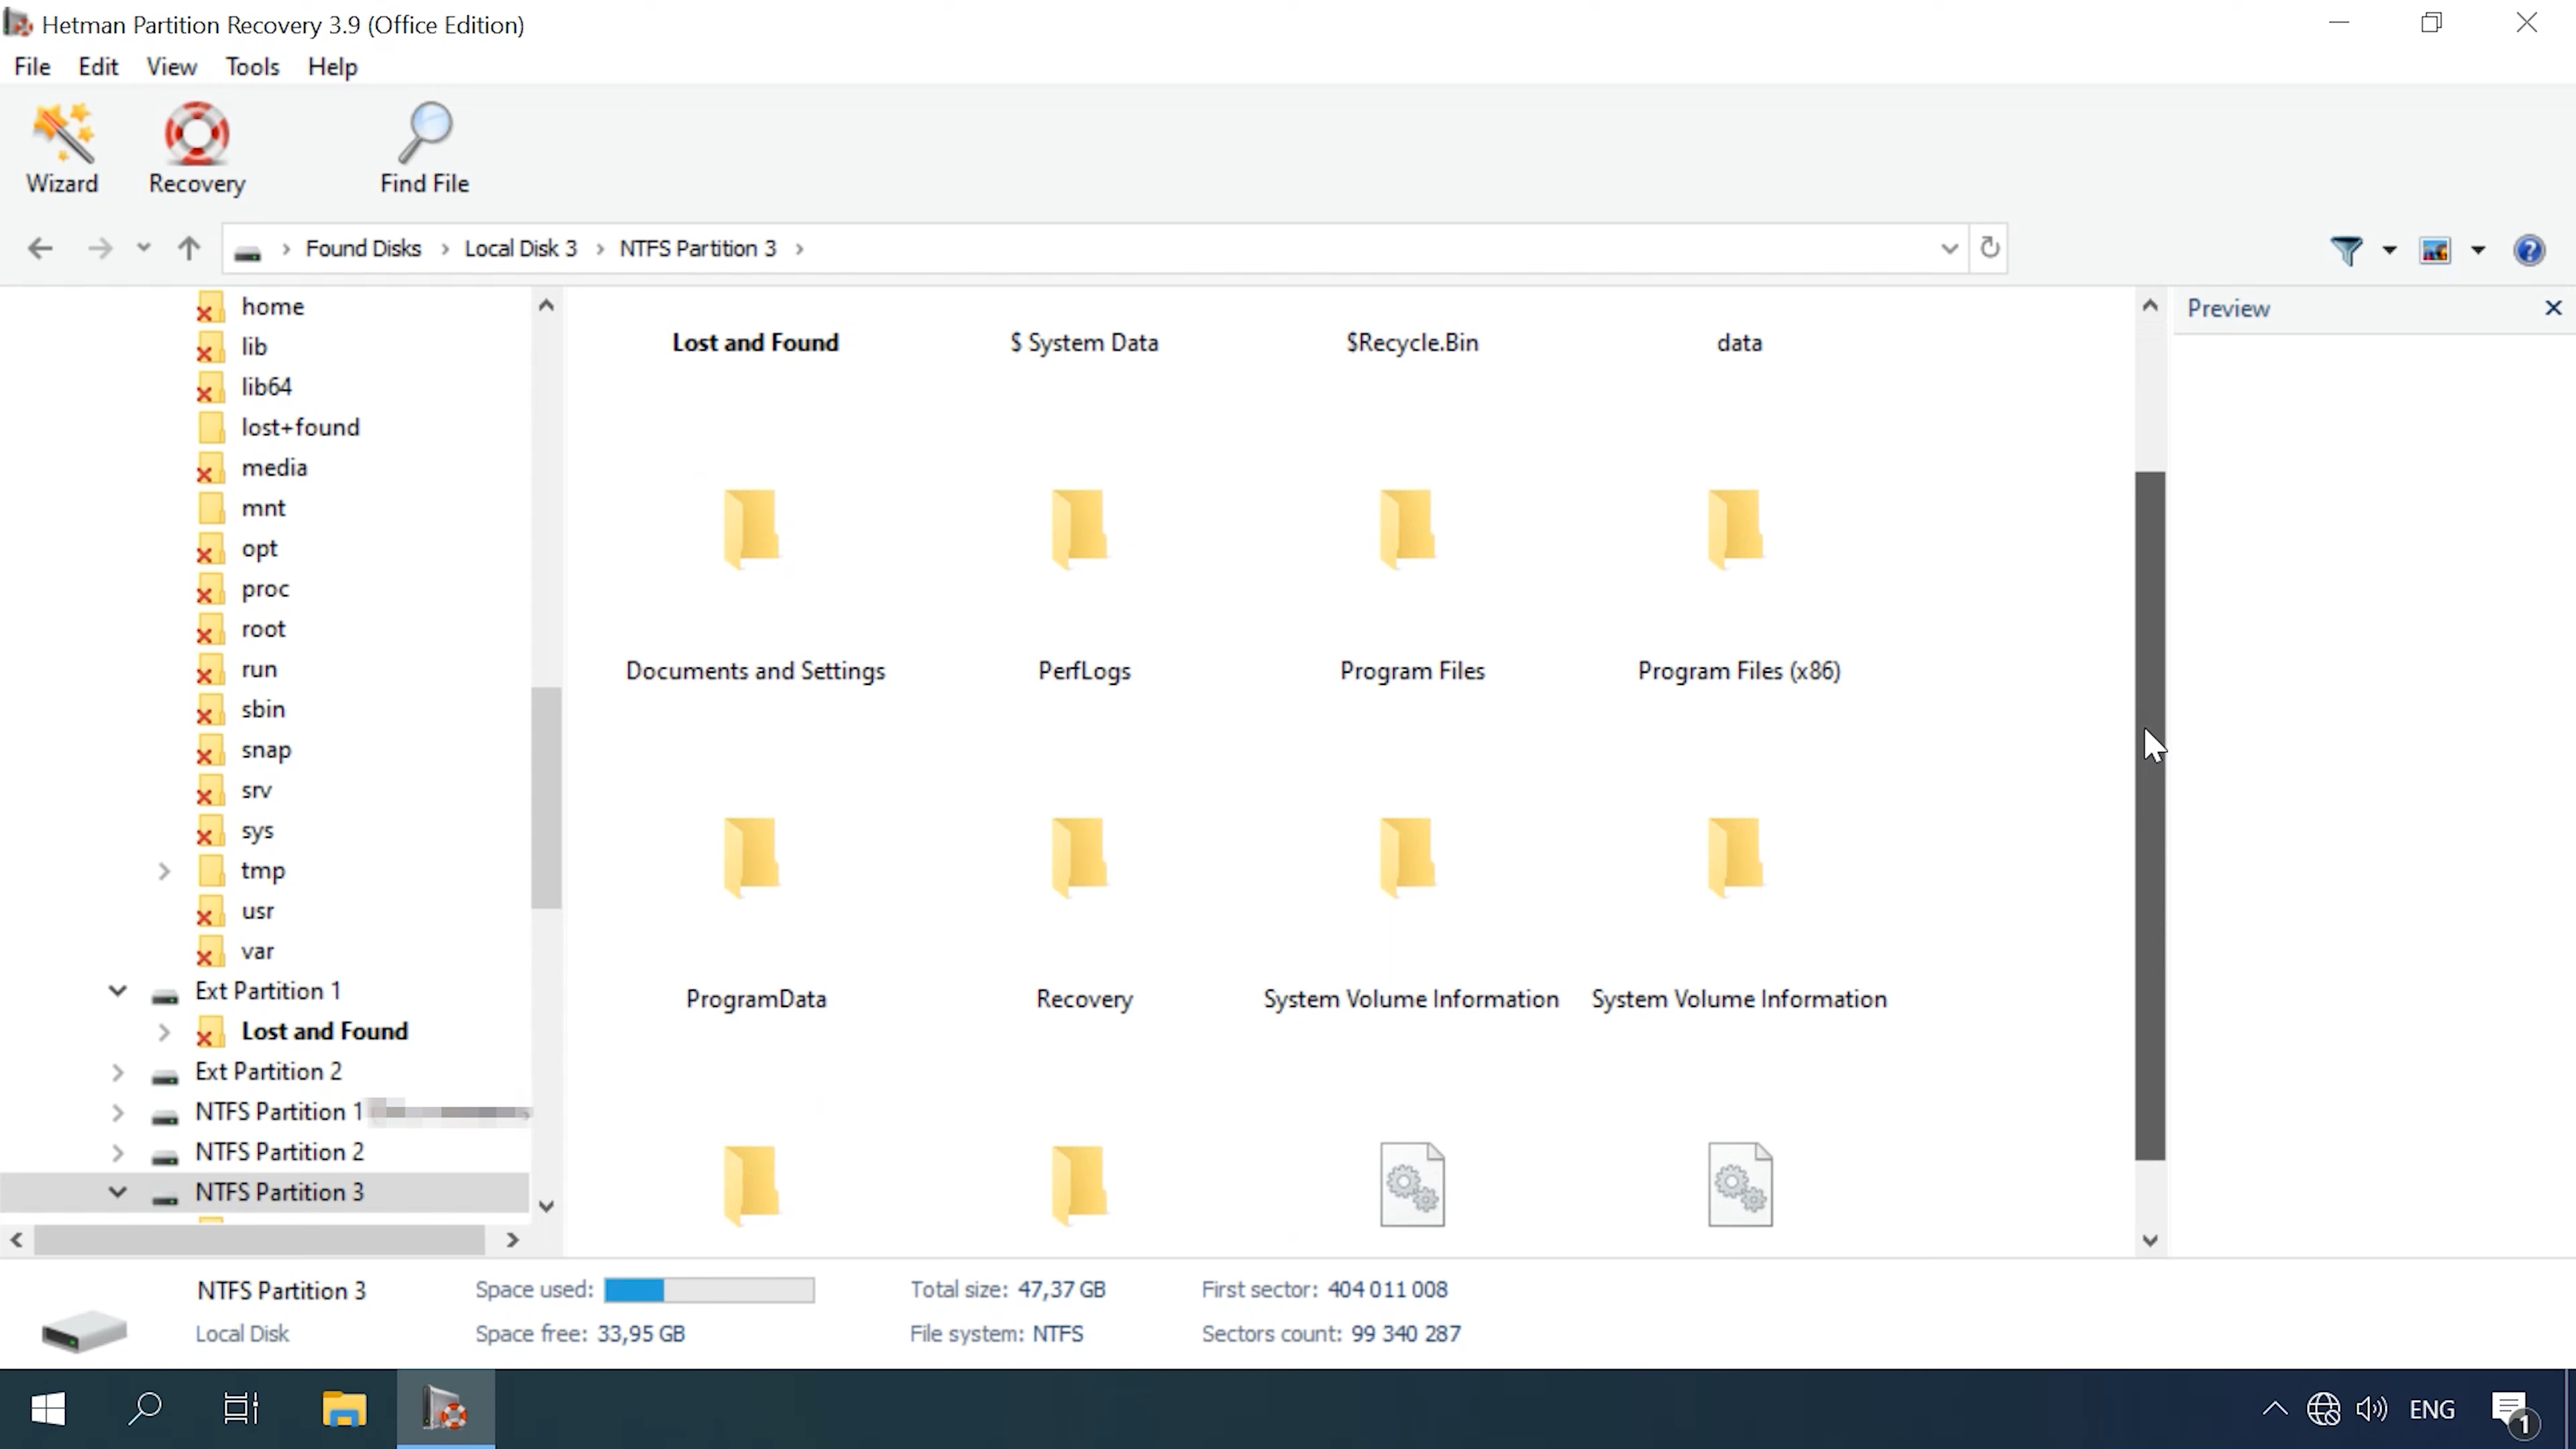 Hetman Partition Recovery 3.9 (Office Edition)
File Edit View Tools Help
Wizard Recovery Find File
Found Disks Local Disk 3 NTFS Partition 3
home
lib
lib64
lost+found
media
mnt
opt
proc
root
run
sbin
snap
srv
sys
tmp
usr
var
Ext Partition 1
Lost and Found
Ext Partition 2
NTFS Partition 1
NTFS Partition 2
NTFS Partition 3
Lost and Found $ System Data $Recycle.Bin data
Documents and Settings PerfLogs Program Files Program Files (x86)
ProgramData Recovery System Volume Information System Volume Information
Preview
NTFS Partition 3 Space used: Total size: 47,37 GB First sector: 404 011 008
Local Disk Space free: 33,95 GB File system: NTFS Sectors count: 99 340 287
ENG 1